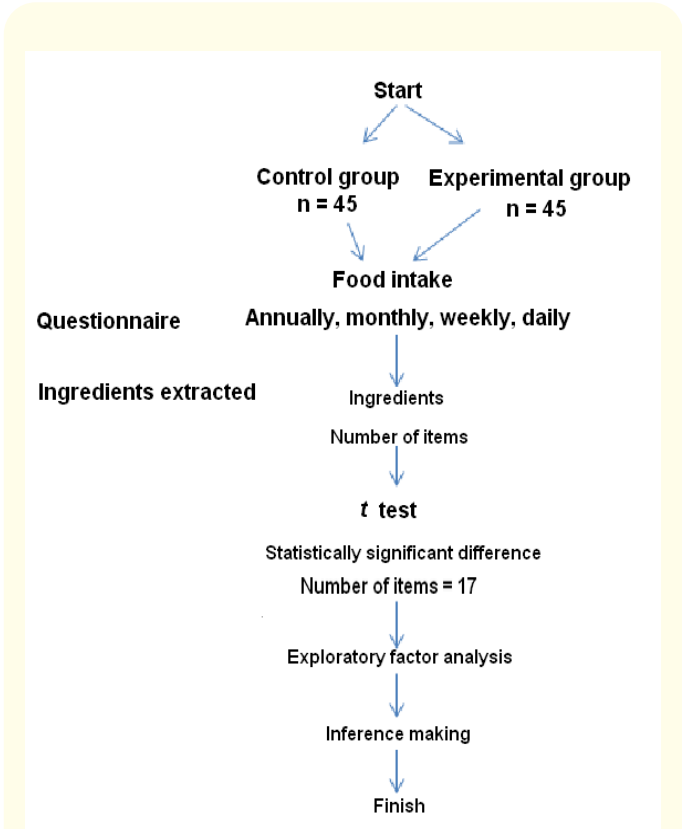 Start
Control group
n = 45
Experimental group
n = 45
Food intake
Questionnaire
Annually, monthly, weekly, daily
Ingredients extracted
Ingredients
Number of items
t test
Statistically significant difference
Number of items = 17
Exploratory factor analysis
Inference making
Finish